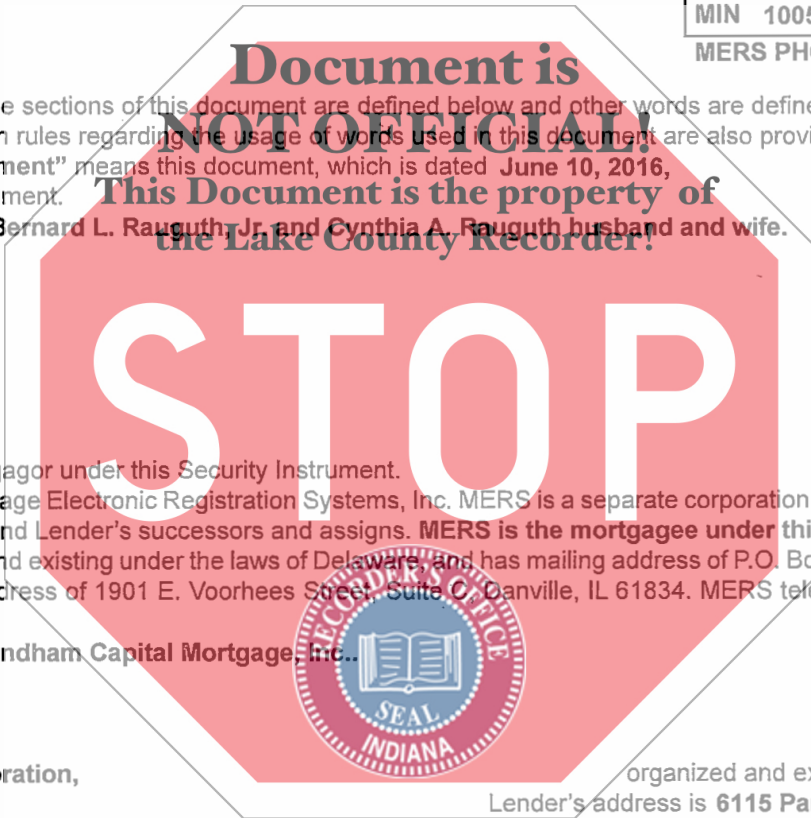 MIN 1005
MERS PH
Document is
e sections of this document are defined below and other words are define
NOT OFFICIAL!
n rules regarding the usage of words used in this document are also provi
ment” means this document, which is dated June 10, 2016,
ment.
This Document is the property of
Bernard L. Rauguth, Jr. and Cynthia A. Rauguth husband and wife.
the Lake County Recorder!
STOP
agor under this Security Instrument.
age Electronic Registration Systems, Inc. MERS is a separate corporation
nd Lender's successors and assigns. MERS is the mortgagee under thi
nd existing under the laws of Delaware, and has mailing address of P.O. Bo
dress of 1901 E. Voorhees Street, Suite C, Danville, IL 61834. MERS tele
RECORDER'S OFFICE
ndham Capital Mortgage, Inc..
SEAL
INDIANA
ration,
organized and ex
Lender's address is 6115 Pa